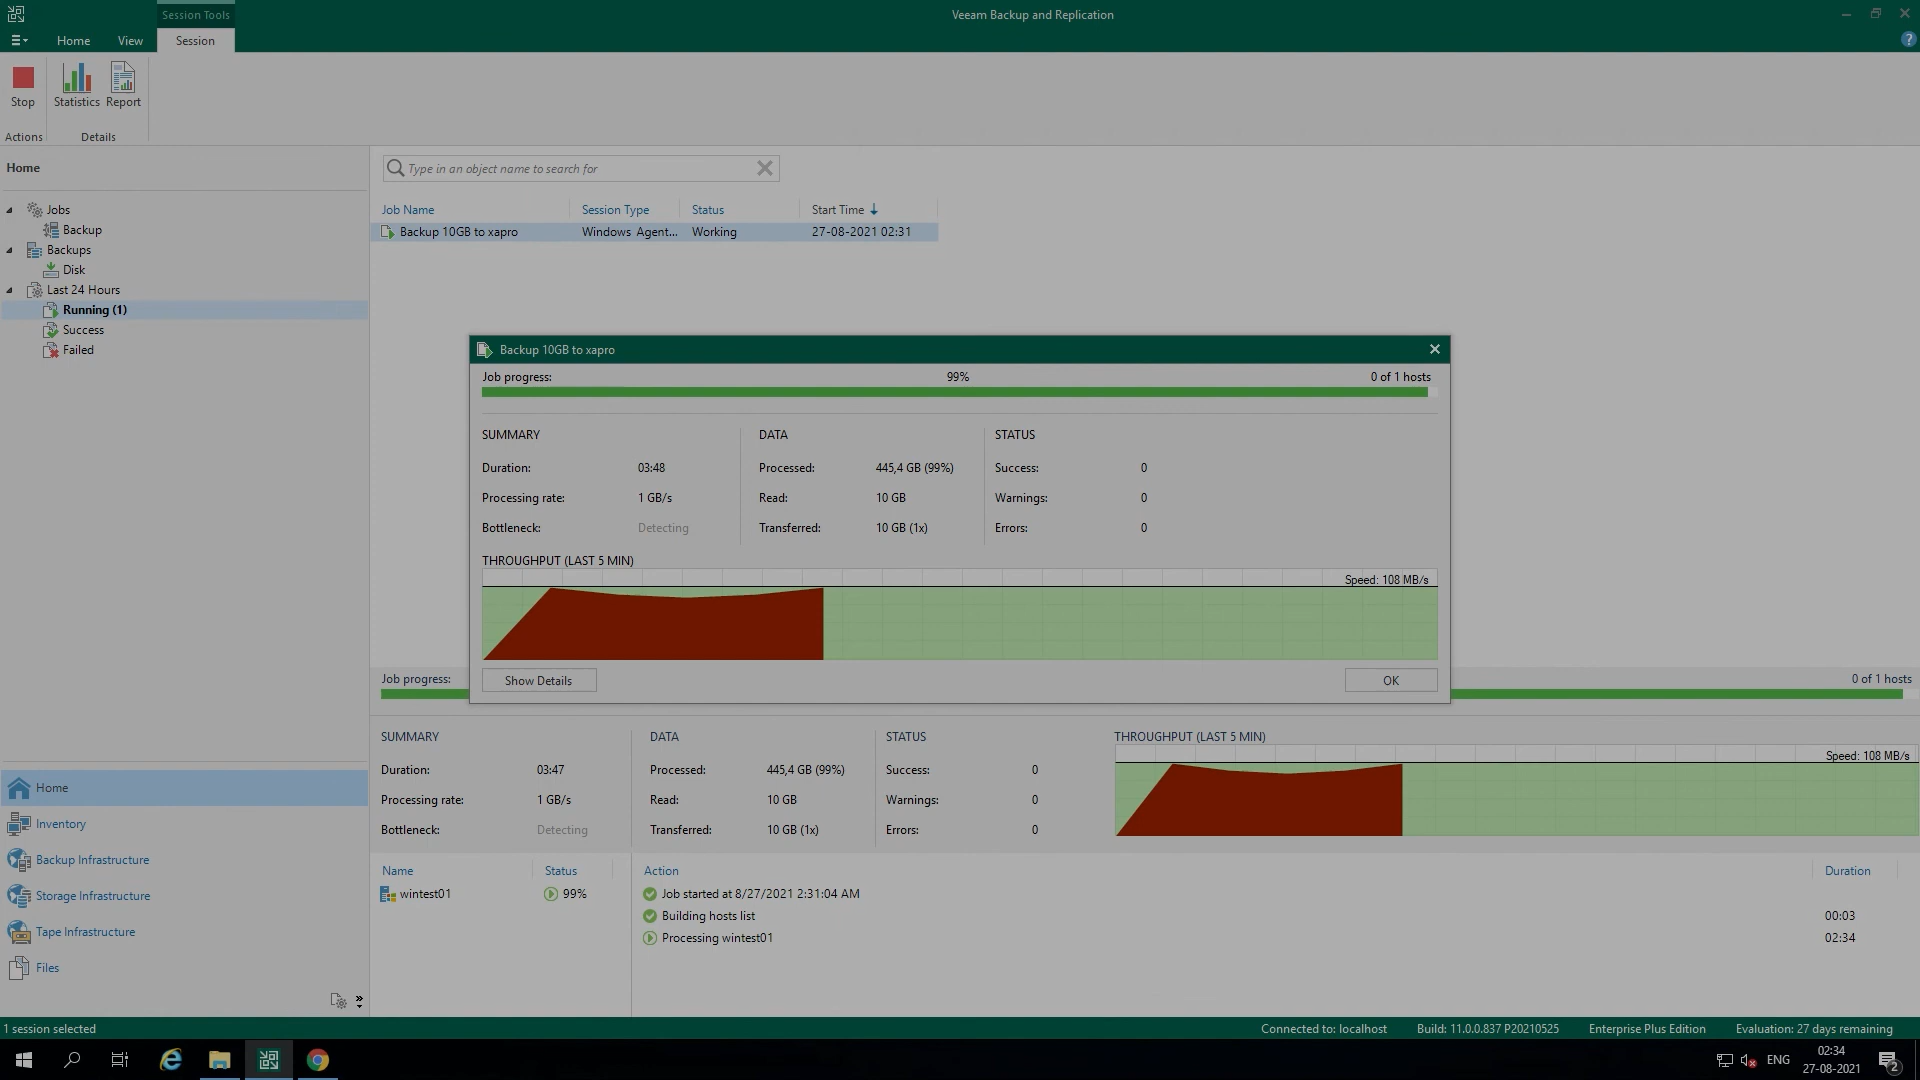 Session Tools
Veeam Backup and Replication
Home
View
Session
Stop
Statistics
Report
Actions
Details
Home
Type in an object name to search for
Jobs
Backup
Backups
Disk
Last 24 Hours
Running (1)
Success
Failed
Job Name Session Type Status Start Time
Backup 10GB to xapro Windows Agent... Working 27-08-2021 02:31
Backup 10GB to xapro
Job progress: 99% 0 of 1 hosts
SUMMARY DATA STATUS
Duration: 03:48 Processed: 445,4 GB (99%) Success: 0
Processing rate: 1 GB/s Read: 10 GB Warnings: 0
Bottleneck: Detecting Transferred: 10 GB (1x) Errors: 0
THROUGHPUT (LAST 5 MIN)
Speed: 108 MB/s
Show Details OK
Job progress: 0 of 1 hosts
SUMMARY DATA STATUS THROUGHPUT (LAST 5 MIN)
Speed: 108 MB/s
Duration: 03:47 Processed: 445,4 GB (99%) Success: 0
Processing rate: 1 GB/s Read: 10 GB Warnings: 0
Bottleneck: Detecting Transferred: 10 GB (1x) Errors: 0
Name Status Action Duration
wintest01 99% Job started at 8/27/2021 2:31:04 AM
Building hosts list 00:03
Processing wintest01 02:34
Home
Inventory
Backup Infrastructure
Storage Infrastructure
Tape Infrastructure
Files
1 session selected Connected to: localhost Build: 11.0.0.837 P20210525 Enterprise Plus Edition Evaluation: 27 days remaining
ENG
02:34
27-08-2021
2